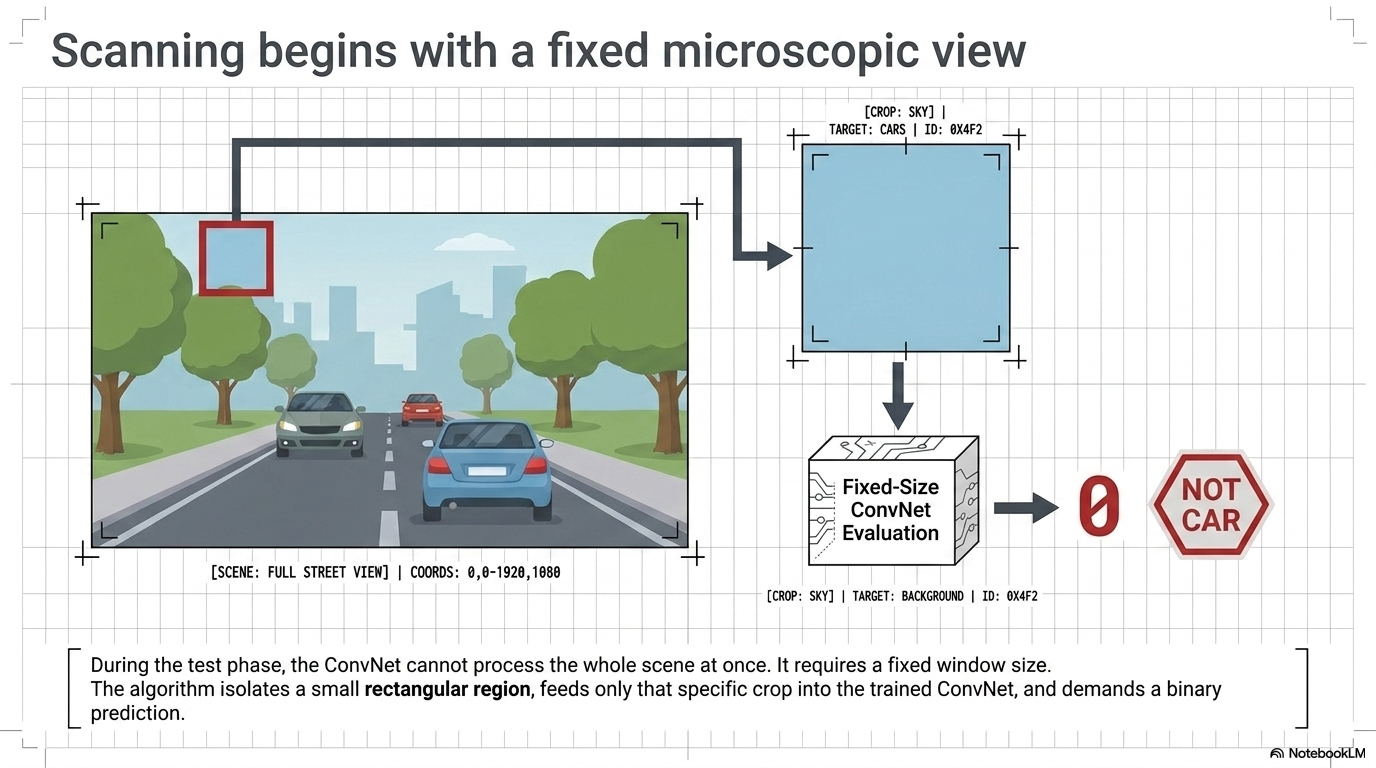 Scanning begins with a fixed microscopic view
[CROP: SKY] |
TARGET: CARS | ID: 0X4F2
[SCENE: FULL STREET VIEW] | COORDS: 0,0-1920,1080
Fixed-Size
ConvNet
Evaluation
0
NOT
CAR
[CROP: SKY] | TARGET: BACKGROUND | ID: 0X4F2
During the test phase, the ConvNet cannot process the whole scene at once. It requires a fixed window size.
The algorithm isolates a small rectangular region, feeds only that specific crop into the trained ConvNet, and demands a binary
prediction.
NotebookLM